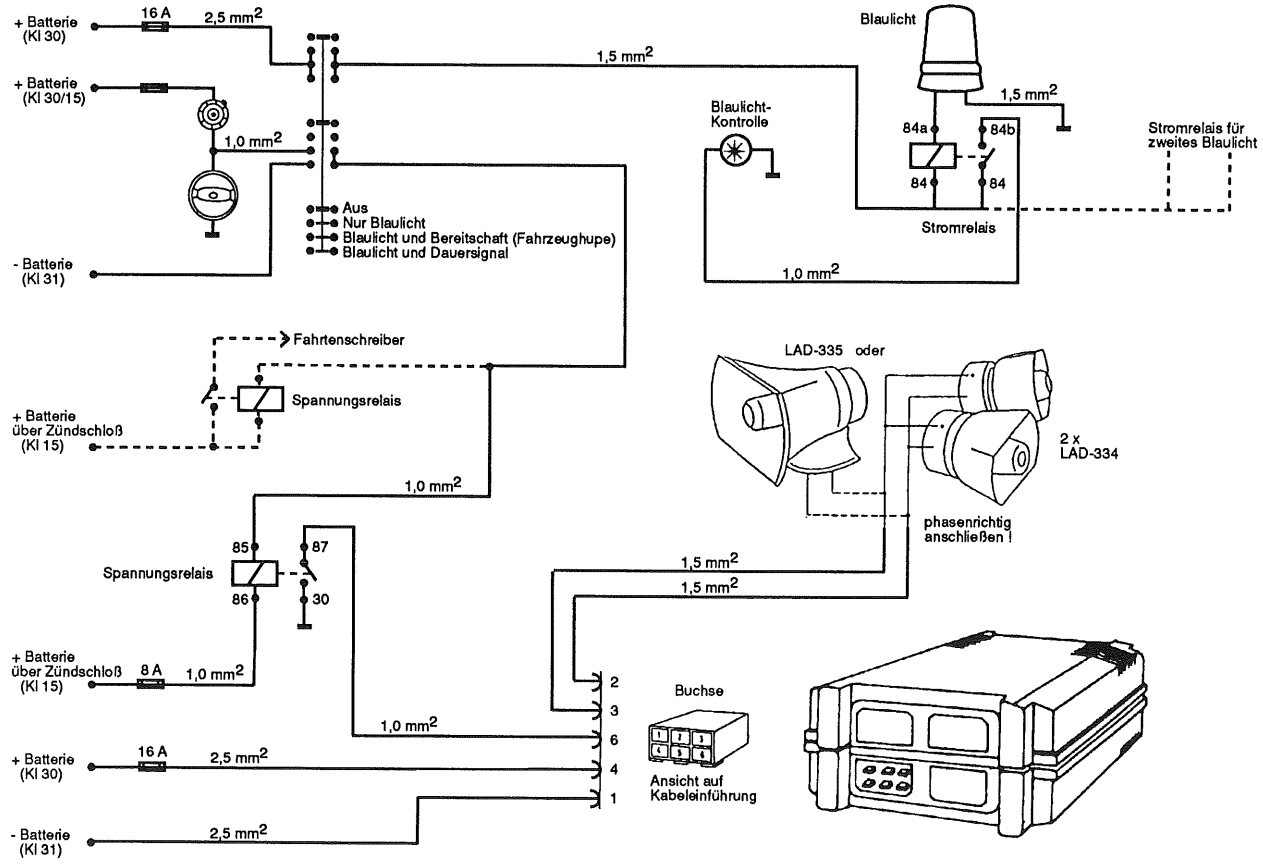 + Batterie
(Kl 30)
16 A
2,5 mm2
+ Batterie
(Kl 30/15)
1,0 mm2
1,5 mm2
Blaulicht
1,5 mm2
Blaulicht-
Kontrolle
84a
84b
84
84
Stromrelais
Stromrelais für
zweites Blaulicht
Aus
Nur Blaulicht
Blaulicht und Bereitschaft (Fahrzeughupe)
Blaulicht und Dauersignal
- Batterie
(Kl 31)
1,0 mm2
Fahrtenschreiber
Spannungsrelais
+ Batterie
über Zündschloß
(Kl 15)
LAD-335 oder
2 x
LAD-334
phasenrichtig
anschließen !
1,0 mm2
85
87
Spannungsrelais
86
30
1,5 mm2
1,5 mm2
+ Batterie
über Zündschloß
(Kl 15)
8 A
1,0 mm2
2
3
6
4
1
1,0 mm2
+ Batterie
(Kl 30)
16 A
2,5 mm2
- Batterie
(Kl 31)
2,5 mm2
Buchse
1 2 3
4 5 6
Ansicht auf
Kabeleinführung